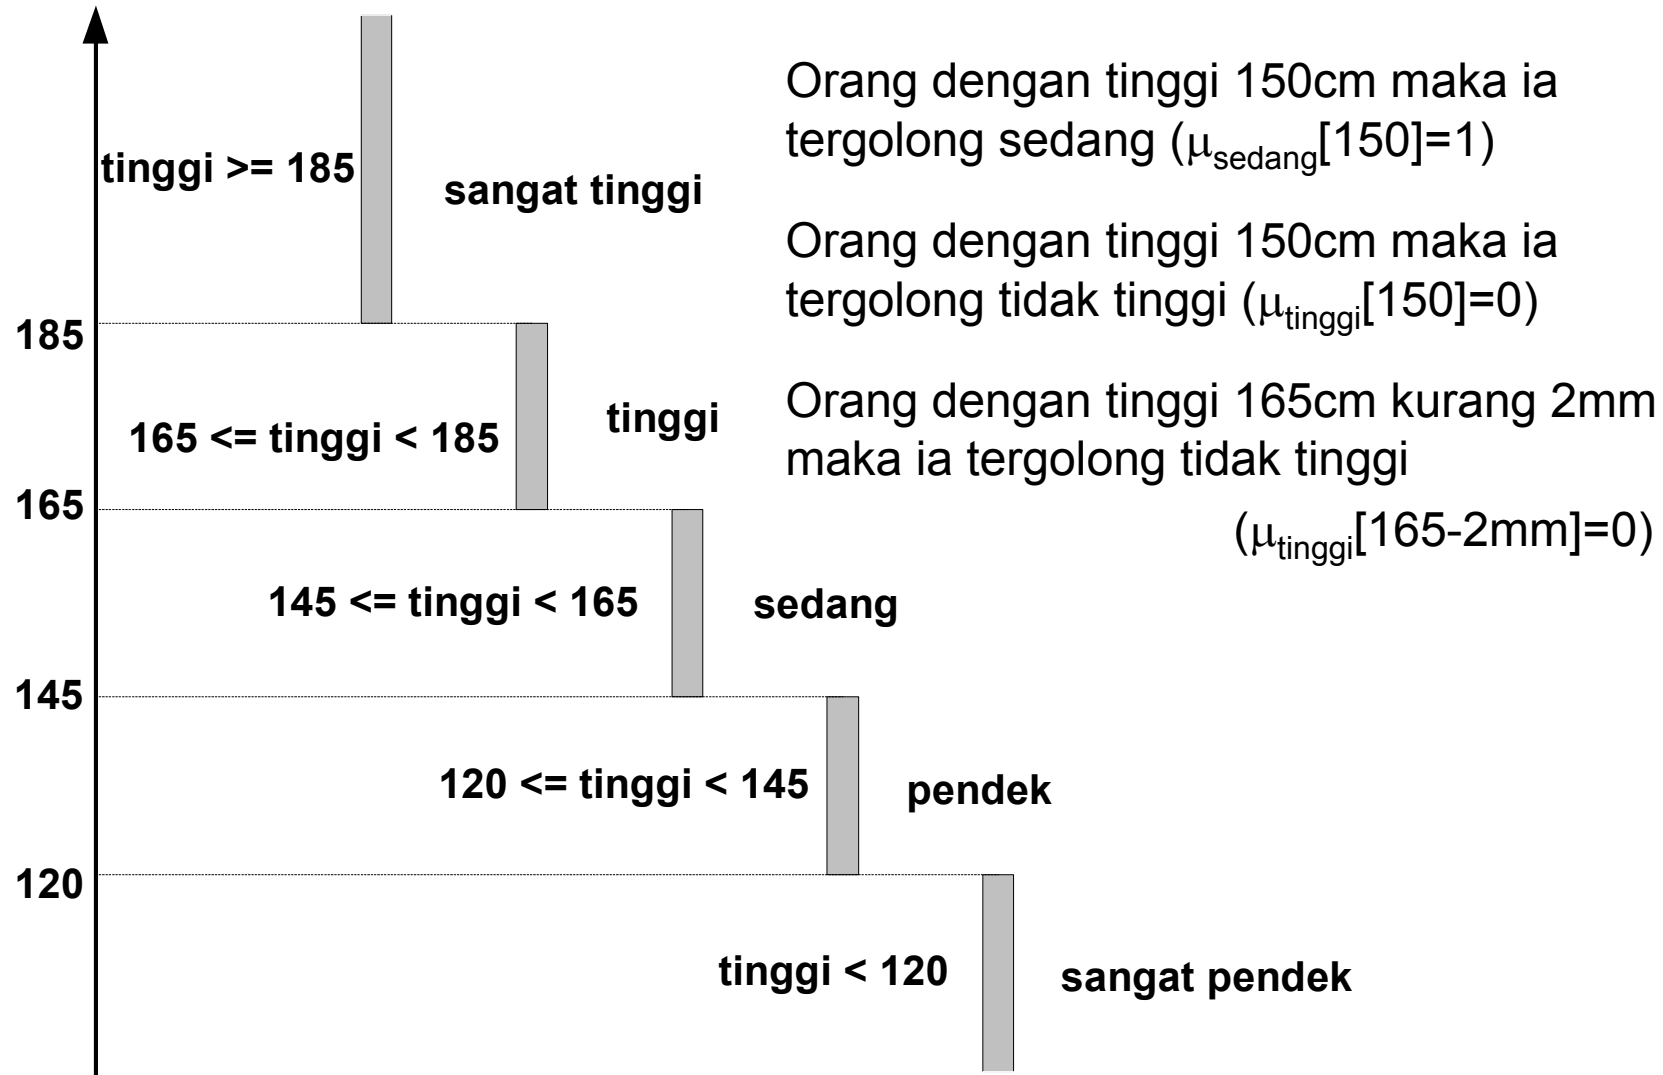 Orang dengan tinggi 150cm maka ia
tergolong sedang (μsedang[150]=1)
Orang dengan tinggi 150cm maka ia
tergolong tidak tinggi (μtinggi[150]=0)
Orang dengan tinggi 165cm kurang 2mm
maka ia tergolong tidak tinggi
(μtinggi[165-2mm]=0)
tinggi >= 185
sangat tinggi
185
165 <= tinggi < 185
tinggi
165
145 <= tinggi < 165
sedang
145
120 <= tinggi < 145
pendek
120
tinggi < 120
sangat pendek